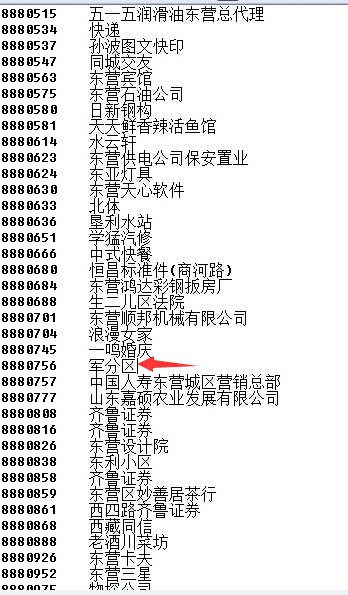 8880515 五一五润滑油东营总代理
8880534 快递
8880537 孙波图文快印
8880547 同城交友
8880563 东营宾馆
8880575 东营石油公司
8880580 日新钢构
8880581 天天鲜香辣活鱼馆
8880614 水云轩
8880623 东营供电公司保安置业
8880624 东亚灯具
8880630 东营天心软件
8880633 北体
8880636 垦利水站
8880651 学猛汽修
8880666 中式快餐
8880680 恒昌标准件(商河路)
8880684 东营鸿达彩钢扳房厂
8880688 生二儿区法院
8880701 东营顺邦机械有限公司
8880704 浪漫女家
8880745 一鸣婚庆
8880756 军分区
8880757 中国人寿东营城区营销总部
8880777 山东嘉硕农业发展有限公司
8880808 齐鲁证券
8880816 齐鲁证券
8880826 东营设计院
8880838 东利小区
8880858 齐鲁证券
8880859 东营区妙善居茶行
8880861 西四路齐鲁证券
8880868 西藏同信
8880888 老酒川菜坊
8880926 东营卡夫
8880952 东营三星